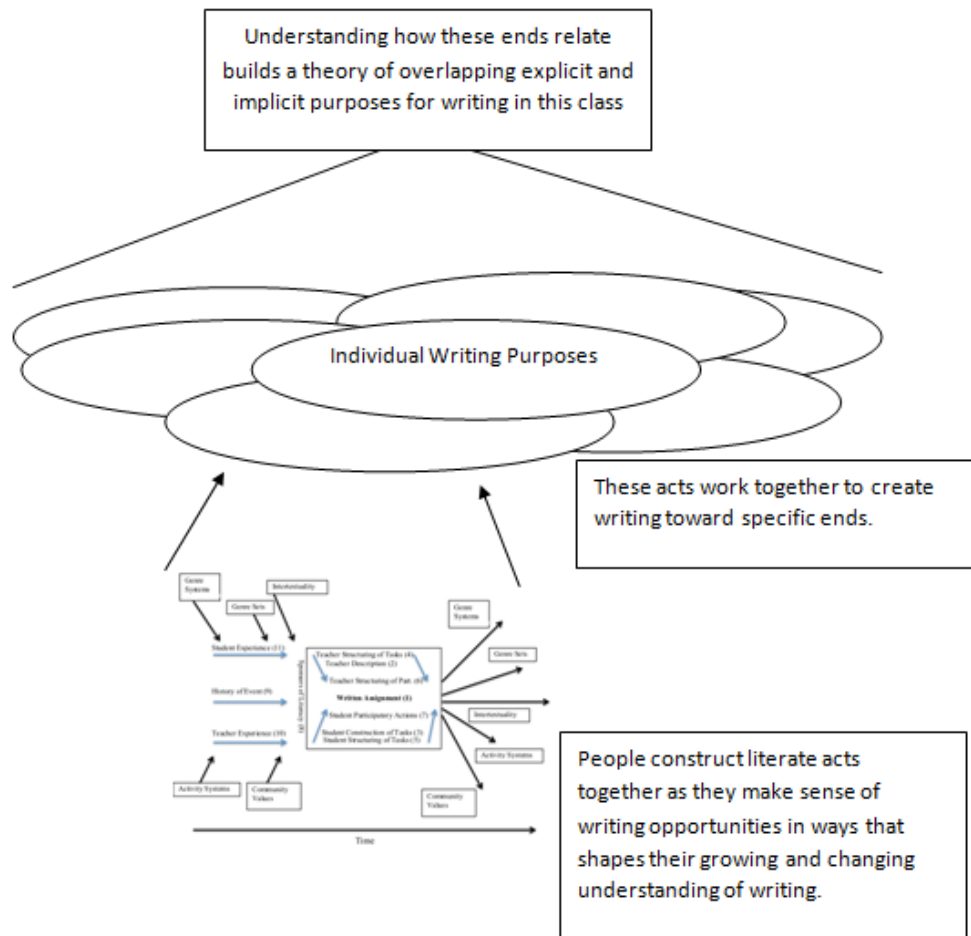 Understanding how these ends relate
builds a theory of overlapping explicit and
implicit purposes for writing in this class
Individual Writing Purposes
These acts work together to create
writing toward specific ends.
Genre
Systems
Genre Sets
Intertextuality
Student Experience (11)
History of Event (9)
Teacher Experience (10)
Activity Systems
Community
Values
Sponsors of Literacy (8)
Teacher Structuring of Tasks (4)
Teacher Description (2)
Teacher Structuring of Part. (6)
Written Assignment (1)
Student Participatory Actions (7)
Student Construction of Tasks (3)
Student Structuring of Tasks (5)
Genre
Systems
Genre Sets
Intertextuality
Activity Systems
Community
Values
Time
People construct literate acts
together as they make sense of
writing opportunities in ways that
shapes their growing and changing
understanding of writing.